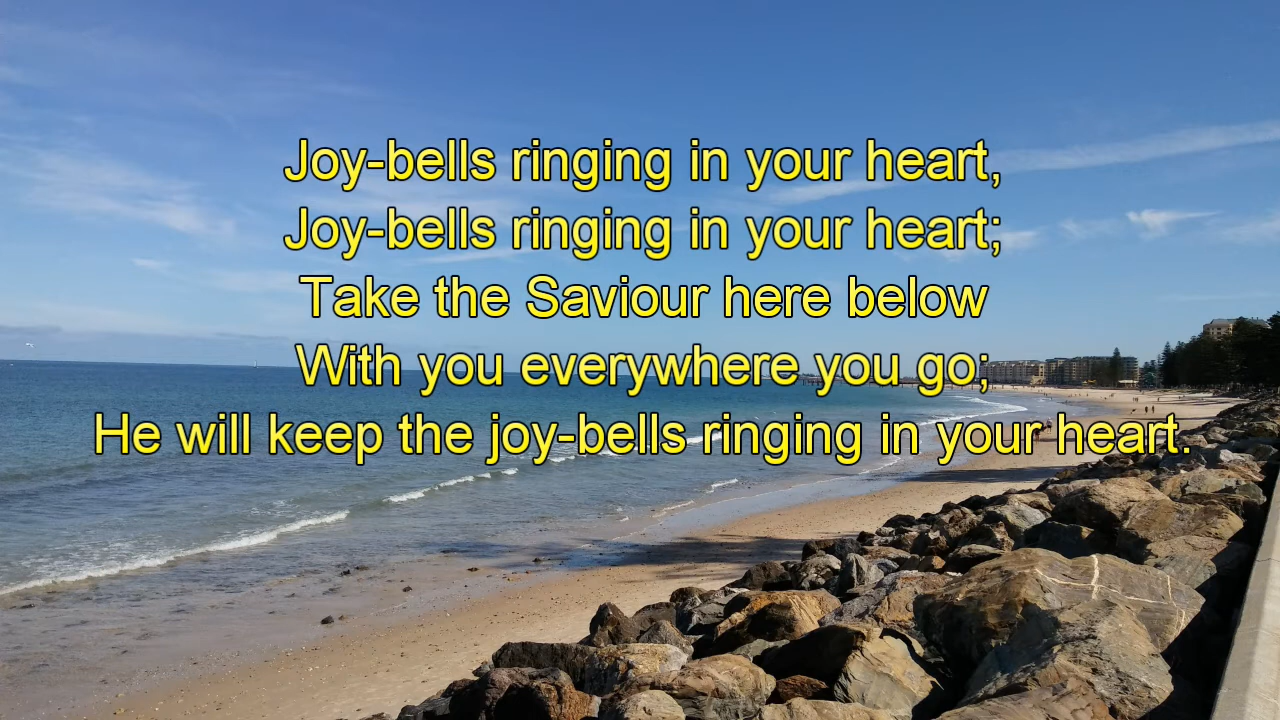 Joy-bells ringing in your heart,
Joy-bells ringing in your heart;
Take the Saviour here below
With you everywhere you go;
He will keep the joy-bells ringing in your heart.